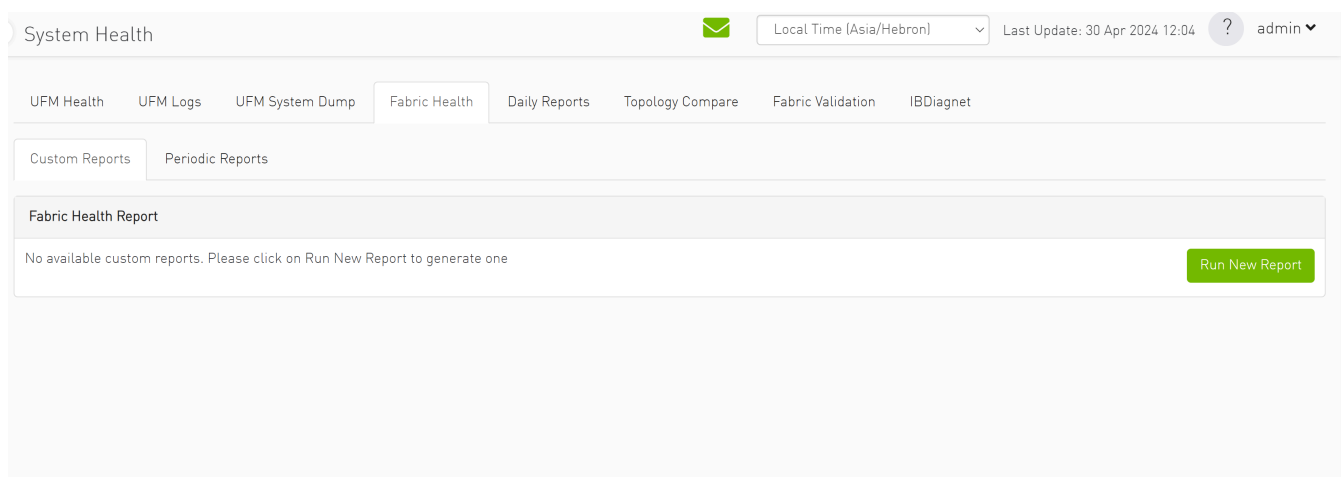 System Health
Local Time (Asia/Hebron)
Last Update: 30 Apr 2024 12:04
?
admin
UFM Health
UFM Logs
UFM System Dump
Fabric Health
Daily Reports
Topology Compare
Fabric Validation
IBDiagnet
Custom Reports
Periodic Reports
Fabric Health Report
No available custom reports. Please click on Run New Report to generate one
Run New Report